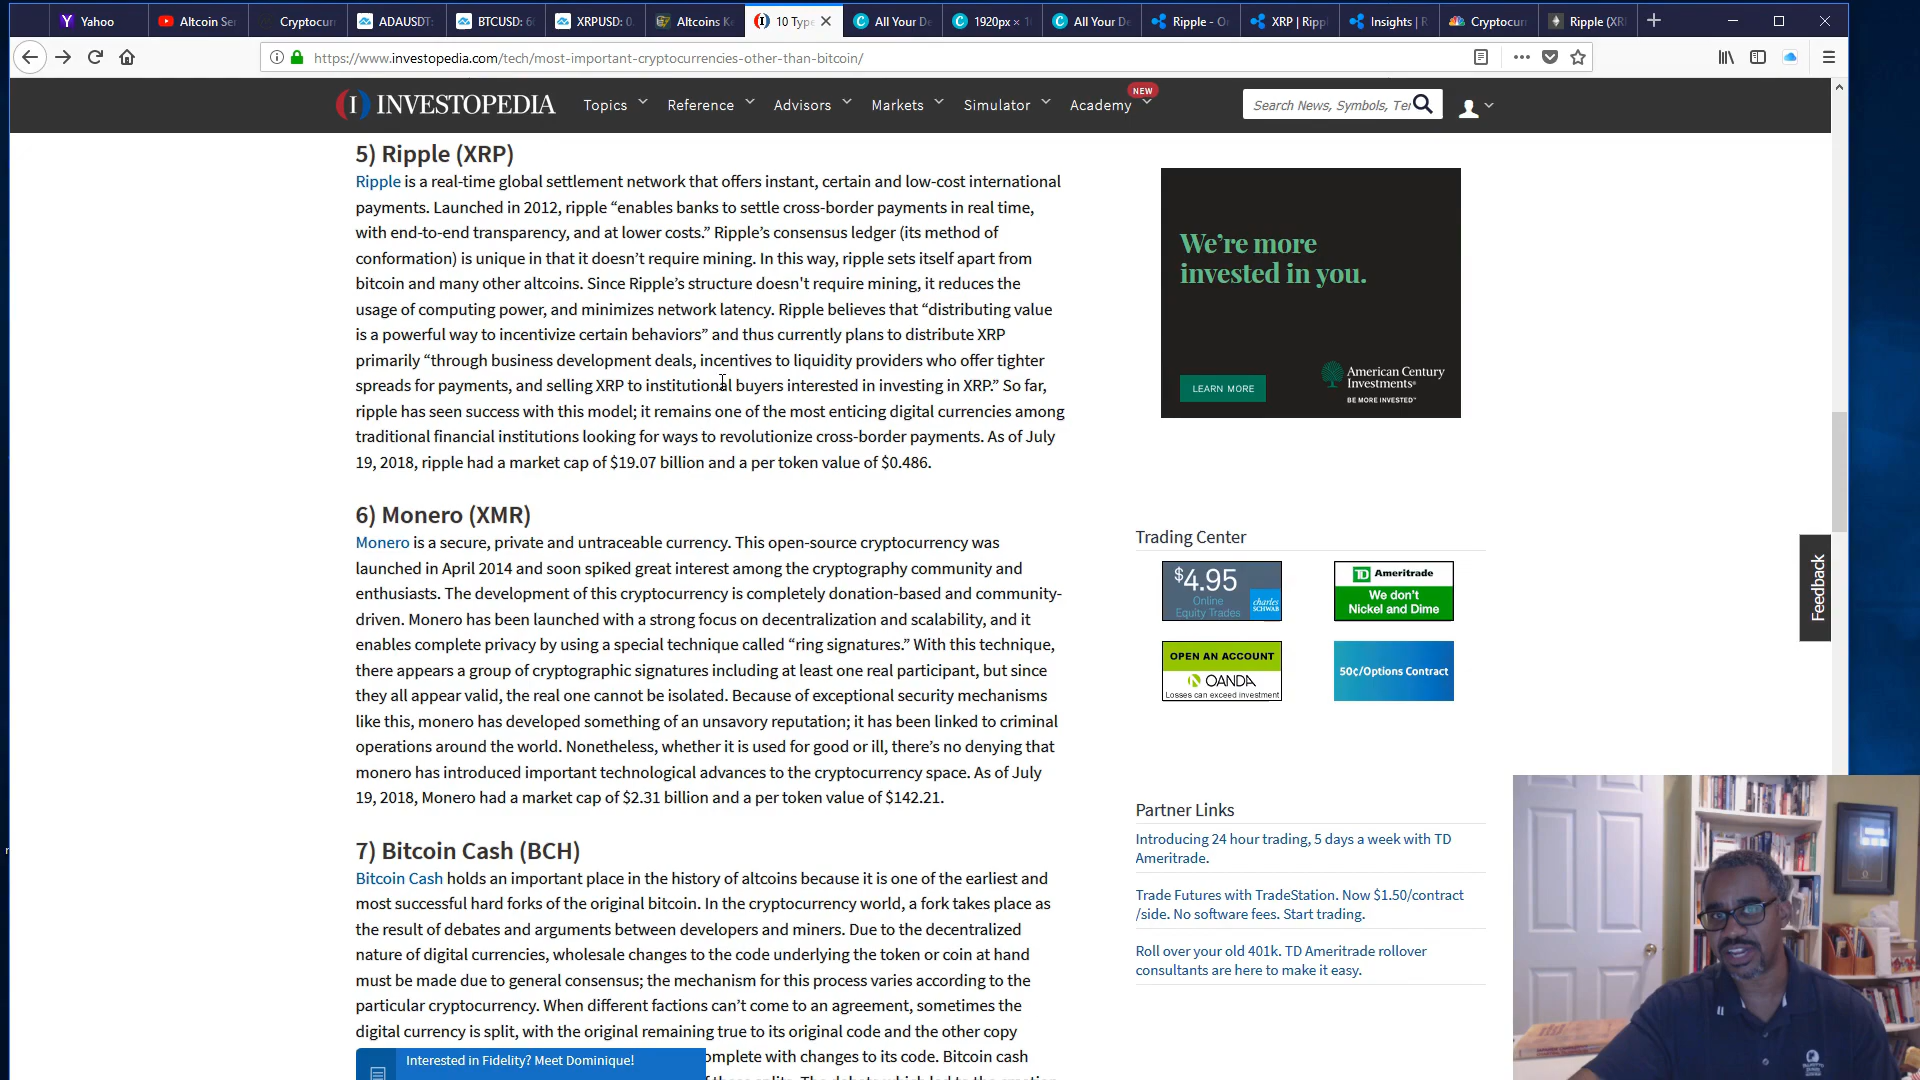 Yahoo
Altcoin Ser
Cryptocurr
ADAUSDT:
BTCUSD: 6
XRPUSD: 0.
Altcoins K
10 Type
All Your De
1920px × 1
All Your De
Ripple - O
XRP | Rippl
Insights | R
Cryptocurr
Ripple (XR
https://www.investopedia.com/tech/most-important-cryptocurrencies-other-than-bitcoin/
INVESTOPEDIA
Topics
Reference
Advisors
Markets
Simulator
Academy
NEW
Search News, Symbols, Ter
5) Ripple (XRP)
Ripple is a real-time global settlement network that offers instant, certain and low-cost international
payments. Launched in 2012, ripple “enables banks to settle cross-border payments in real time,
with end-to-end transparency, and at lower costs.” Ripple’s consensus ledger (its method of
conformation) is unique in that it doesn’t require mining. In this way, ripple sets itself apart from
bitcoin and many other altcoins. Since Ripple’s structure doesn't require mining, it reduces the
usage of computing power, and minimizes network latency. Ripple believes that “distributing value
is a powerful way to incentivize certain behaviors” and thus currently plans to distribute XRP
primarily “through business development deals, incentives to liquidity providers who offer tighter
spreads for payments, and selling XRP to institutional buyers interested in investing in XRP.” So far,
ripple has seen success with this model; it remains one of the most enticing digital currencies among
traditional financial institutions looking for ways to revolutionize cross-border payments. As of July
19, 2018, ripple had a market cap of $19.07 billion and a per token value of $0.486.
6) Monero (XMR)
Monero is a secure, private and untraceable currency. This open-source cryptocurrency was
launched in April 2014 and soon spiked great interest among the cryptography community and
enthusiasts. The development of this cryptocurrency is completely donation-based and community-
driven. Monero has been launched with a strong focus on decentralization and scalability, and it
enables complete privacy by using a special technique called “ring signatures.” With this technique,
there appears a group of cryptographic signatures including at least one real participant, but since
they all appear valid, the real one cannot be isolated. Because of exceptional security mechanisms
like this, monero has developed something of an unsavory reputation; it has been linked to criminal
operations around the world. Nonetheless, whether it is used for good or ill, there’s no denying that
monero has introduced important technological advances to the cryptocurrency space. As of July
19, 2018, Monero had a market cap of $2.31 billion and a per token value of $142.21.
7) Bitcoin Cash (BCH)
Bitcoin Cash holds an important place in the history of altcoins because it is one of the earliest and
most successful hard forks of the original bitcoin. In the cryptocurrency world, a fork takes place as
the result of debates and arguments between developers and miners. Due to the decentralized
nature of digital currencies, wholesale changes to the code underlying the token or coin at hand
must be made due to general consensus; the mechanism for this process varies according to the
particular cryptocurrency. When different factions can’t come to an agreement, sometimes the
digital currency is split, with the original remaining true to its original code and the other copy
omplete with changes to its code. Bitcoin cash
Interested in Fidelity? Meet Dominique!
We’re more
invested in you.
LEARN MORE
American Century
Investments®
BE MORE INVESTED™
Trading Center
$4.95
Online
Equity Trades
charles
SCHWAB
TD Ameritrade
We don’t
Nickel and Dime
OPEN AN ACCOUNT
OANDA
Losses can exceed investment
50¢/Options Contract
Feedback
Partner Links
Introducing 24 hour trading, 5 days a week with TD
Ameritrade.
Trade Futures with TradeStation. Now $1.50/contract
/side. No software fees. Start trading.
Roll over your old 401k. TD Ameritrade rollover
consultants are here to make it easy.